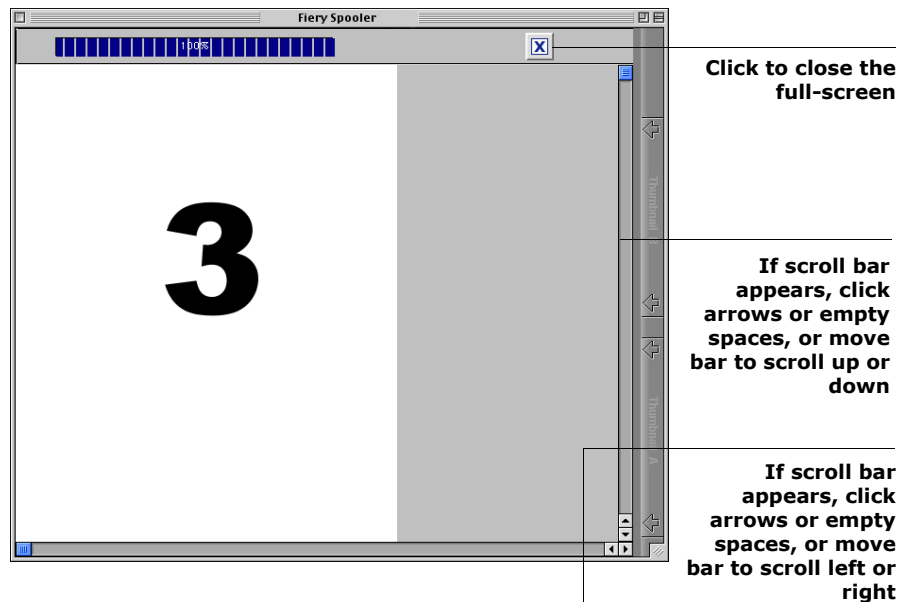 Fiery Spooler
100%
X
Click to close the
full-screen
3
Thumbnail B
If scroll bar
appears, click
arrows or empty
spaces, or move
bar to scroll up or
down
Thumbnail A
If scroll bar
appears, click
arrows or empty
spaces, or move
bar to scroll left or
right